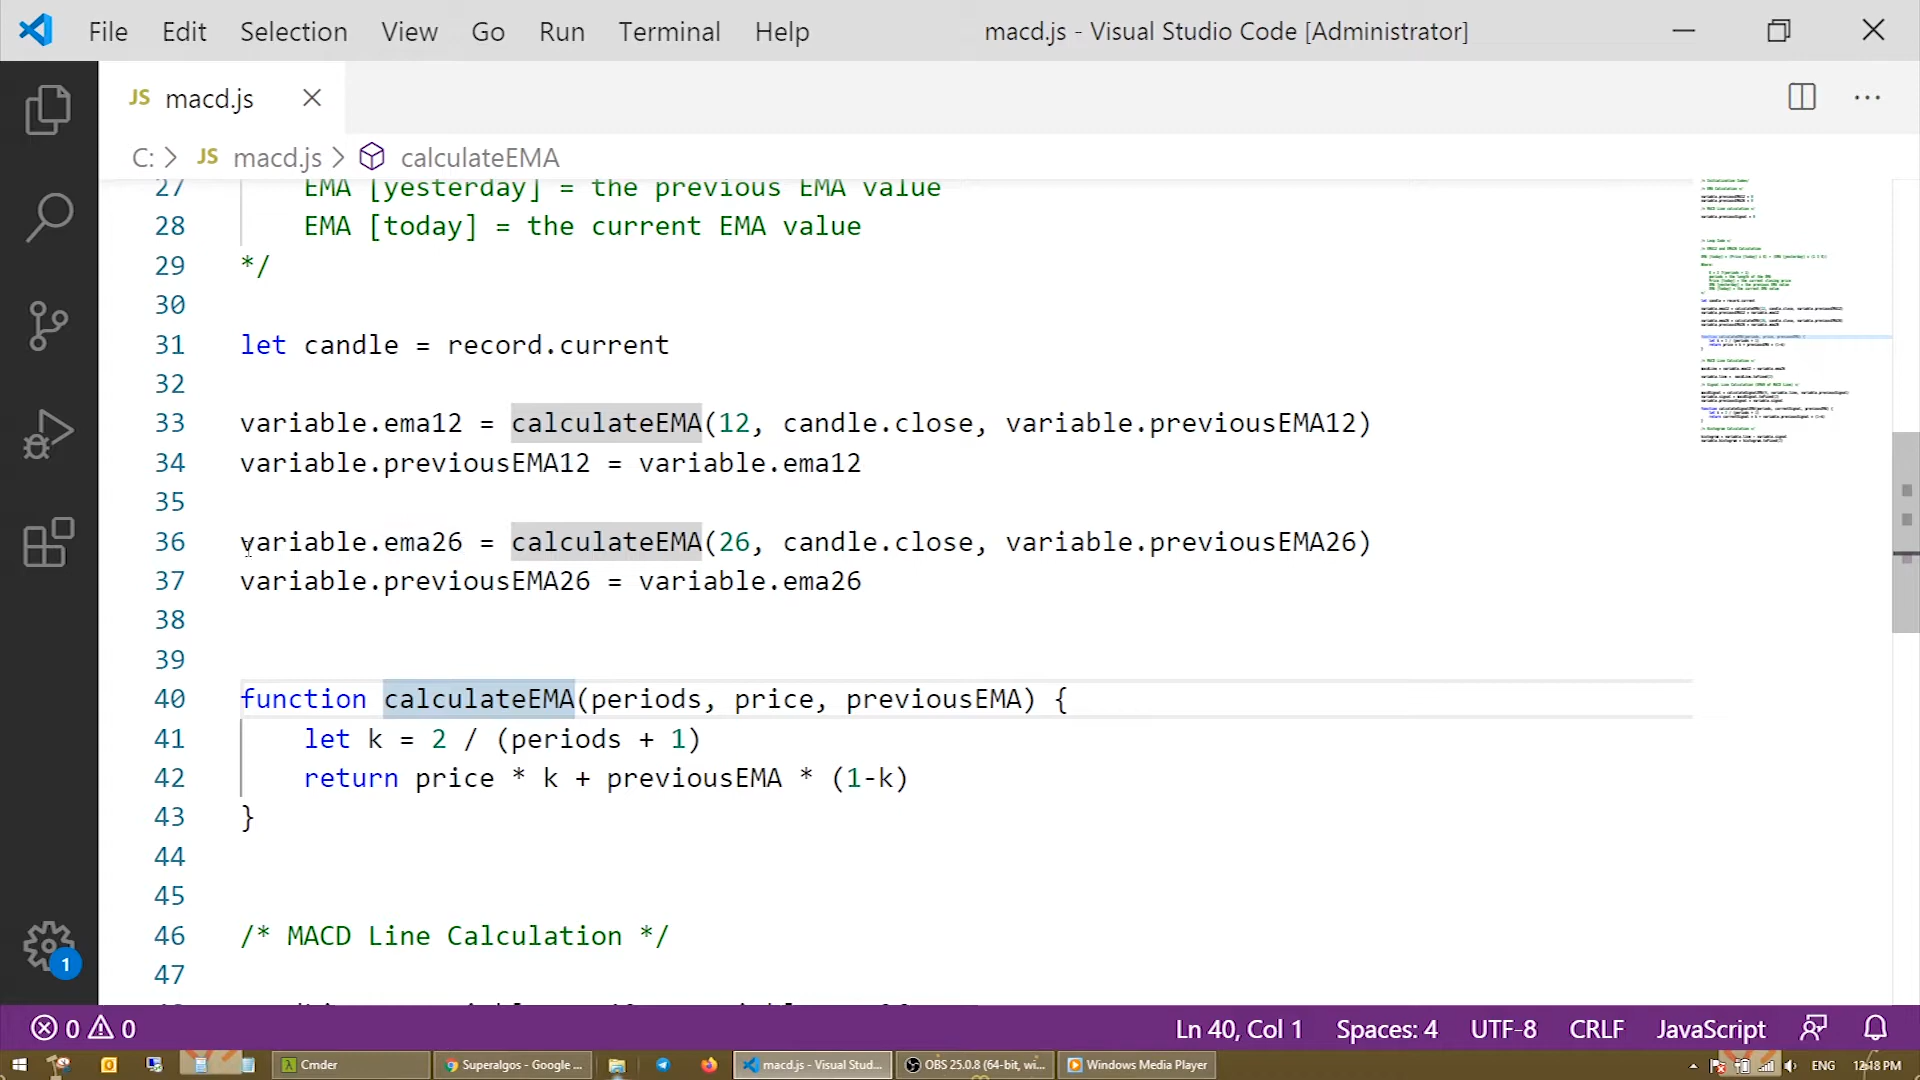 File Edit Selection View Go Run Terminal Help macd.js - Visual Studio Code [Administrator]
JS macd.js
C: > JS macd.js > calculateEMA
27 EMA [yesterday] = the previous EMA value
28 EMA [today] = the current EMA value
29 */
30
31 let candle = record.current
32
33 variable.ema12 = calculateEMA(12, candle.close, variable.previousEMA12)
34 variable.previousEMA12 = variable.ema12
35
36 variable.ema26 = calculateEMA(26, candle.close, variable.previousEMA26)
37 variable.previousEMA26 = variable.ema26
38
39
40 function calculateEMA(periods, price, previousEMA) {
41 let k = 2 / (periods + 1)
42 return price * k + previousEMA * (1-k)
43 }
44
45
46 /* MACD Line Calculation */
47
1
0 0 Ln 40, Col 1 Spaces: 4 UTF-8 CRLF JavaScript
Cmder Superalgos - Google ... macd.js - Visual Stud... OBS 25.0.8 (64-bit, wi... Windows Media Player ENG 12:18 PM